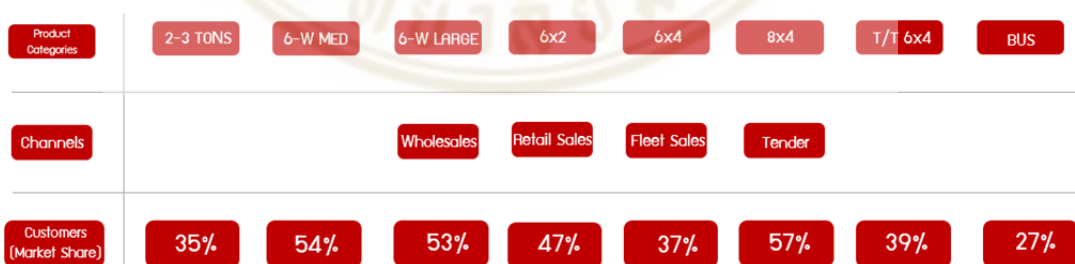 Product
Categories
2-3 TONS
6-W MED
6-W LARGE
6x2
6x4
8x4
T/T 6x4
BUS
Channels
Wholesales
Retail Sales
Fleet Sales
Tender
Customers
(Market Share)
35%
54%
53%
47%
37%
57%
39%
27%